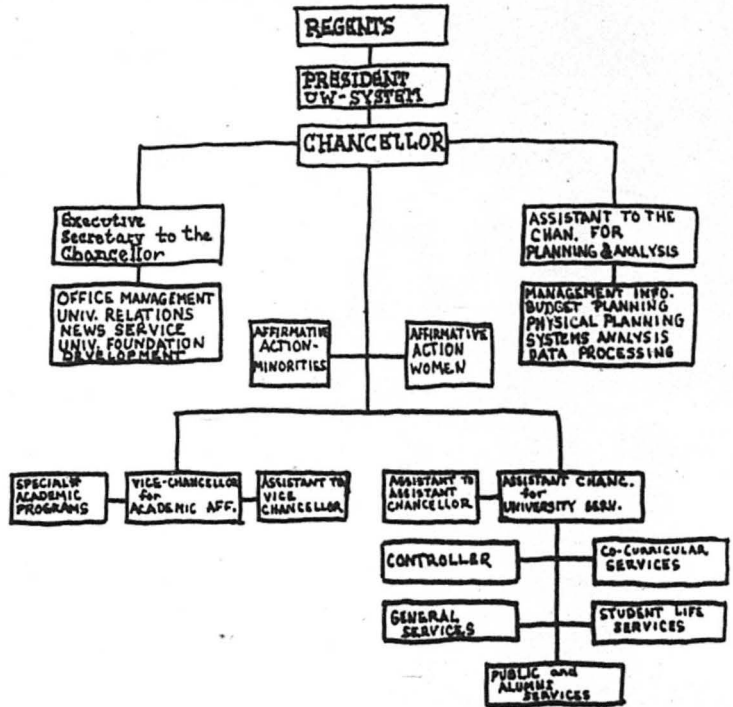 REGENTS
PRESIDENT
UW-SYSTEM
CHANCELLOR
Executive
Secretary to the
Chancellor
OFFICE MANAGEMENT
UNIV. RELATIONS
NEWS SERVICE
UNIV. FOUNDATION
DEVELOPMENT
ASSISTANT TO THE
CHAN. FOR
PLANNING & ANALYSIS
MANAGEMENT INFO.
BUDGET PLANNING
PHYSICAL PLANNING
SYSTEMS ANALYSIS
DATA PROCESSING
AFFIRMATIVE
ACTION-
MINORITIES
AFFIRMATIVE
ACTION
WOMEN
SPECIAL*
ACADEMIC
PROGRAMS
VICE-CHANCELLOR
for
ACADEMIC AFF.
ASSISTANT TO
VICE
CHANCELLOR
ASSISTANT TO
ASSISTANT
CHANCELLOR
ASSISTANT CHANC.
for
UNIVERSITY SERV.
CONTROLLER
CO-CURRICULAR
SERVICES
GENERAL
SERVICES
STUDENT LIFE
SERVICES
PUBLIC and
ALUMNI
SERVICES